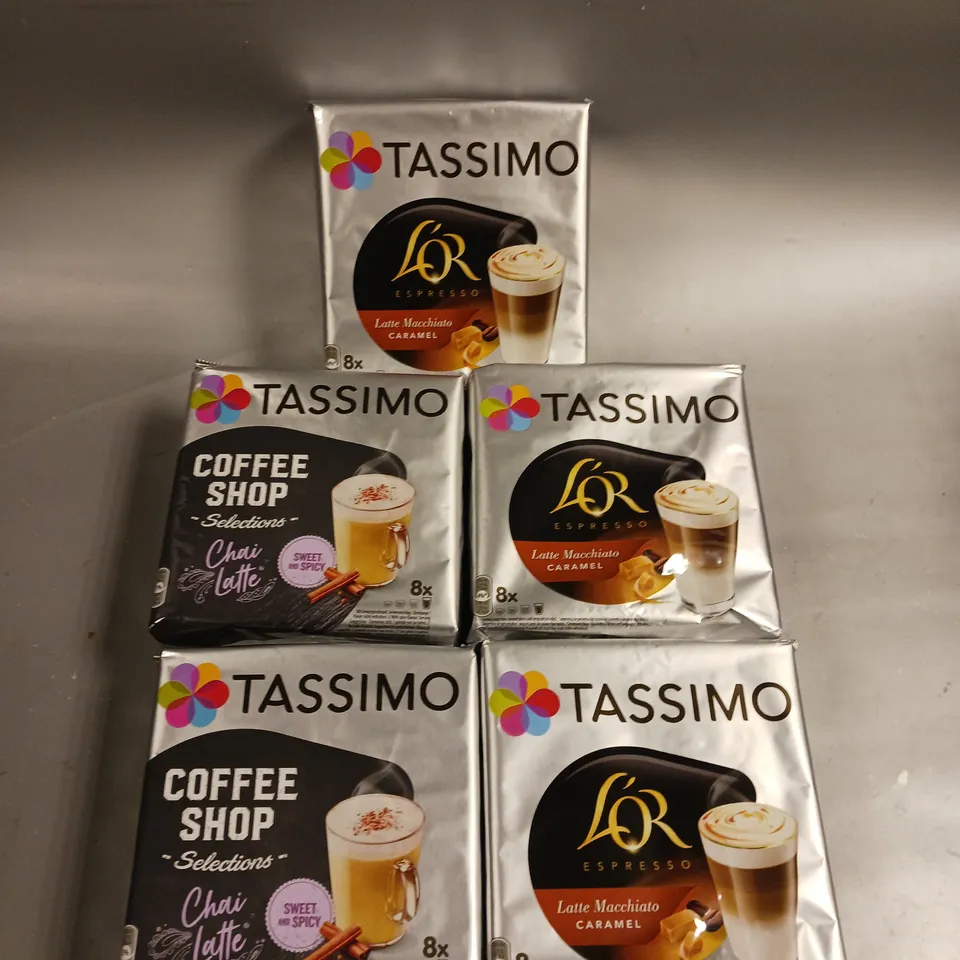 TASSIMO
L'OR
ESPRESSO
Latte Macchiato
CARAMEL
8x
TASSIMO
COFFEE
SHOP
- Selections -
Chai
Latte
SWEET
AND SPICY
8x
TASSIMO
L'OR
ESPRESSO
Latte Macchiato
CARAMEL
8x
TASSIMO
COFFEE
SHOP
- Selections -
Chai
Latte
SWEET
AND SPICY
8x
TASSIMO
L'OR
ESPRESSO
Latte Macchiato
CARAMEL